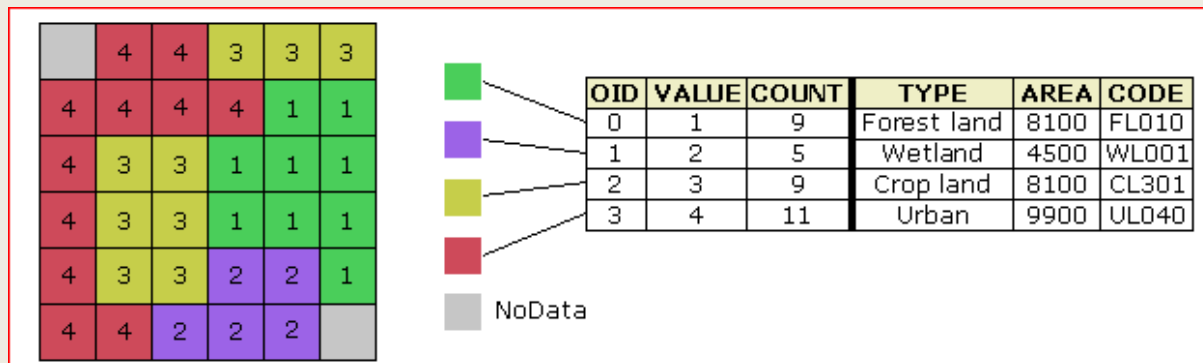 4 4 3 3 3
4 4 4 4 1 1
4 3 3 1 1 1
4 3 3 1 1 1
4 3 3 2 2 1
4 4 2 2 2
OID VALUE COUNT TYPE AREA CODE
0 1 9 Forest land 8100 FL010
1 2 5 Wetland 4500 WL001
2 3 9 Crop land 8100 CL301
3 4 11 Urban 9900 UL040
NoData